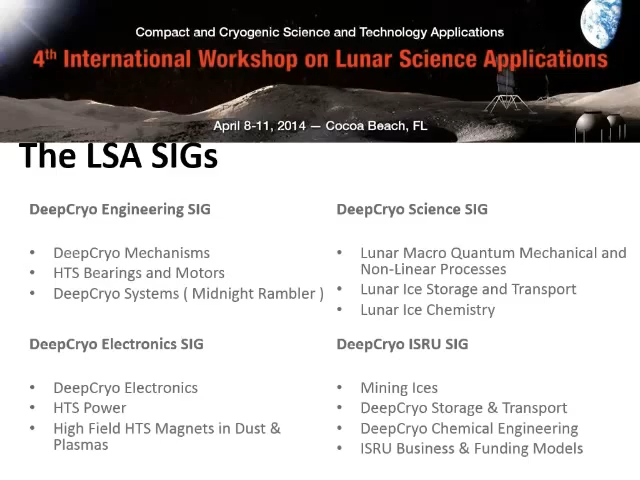 Compact and Cryogenic Science and Technology Applications
4th International Workshop on Lunar Science Applications
April 8-11, 2014 — Cocoa Beach, FL
The LSA SIGs
DeepCryo Engineering SIG
• DeepCryo Mechanisms
• HTS Bearings and Motors
• DeepCryo Systems ( Midnight Rambler )
DeepCryo Science SIG
• Lunar Macro Quantum Mechanical and
Non-Linear Processes
• Lunar Ice Storage and Transport
• Lunar Ice Chemistry
DeepCryo Electronics SIG
• DeepCryo Electronics
• HTS Power
• High Field HTS Magnets in Dust &
Plasmas
DeepCryo ISRU SIG
• Mining Ices
• DeepCryo Storage & Transport
• DeepCryo Chemical Engineering
• ISRU Business & Funding Models